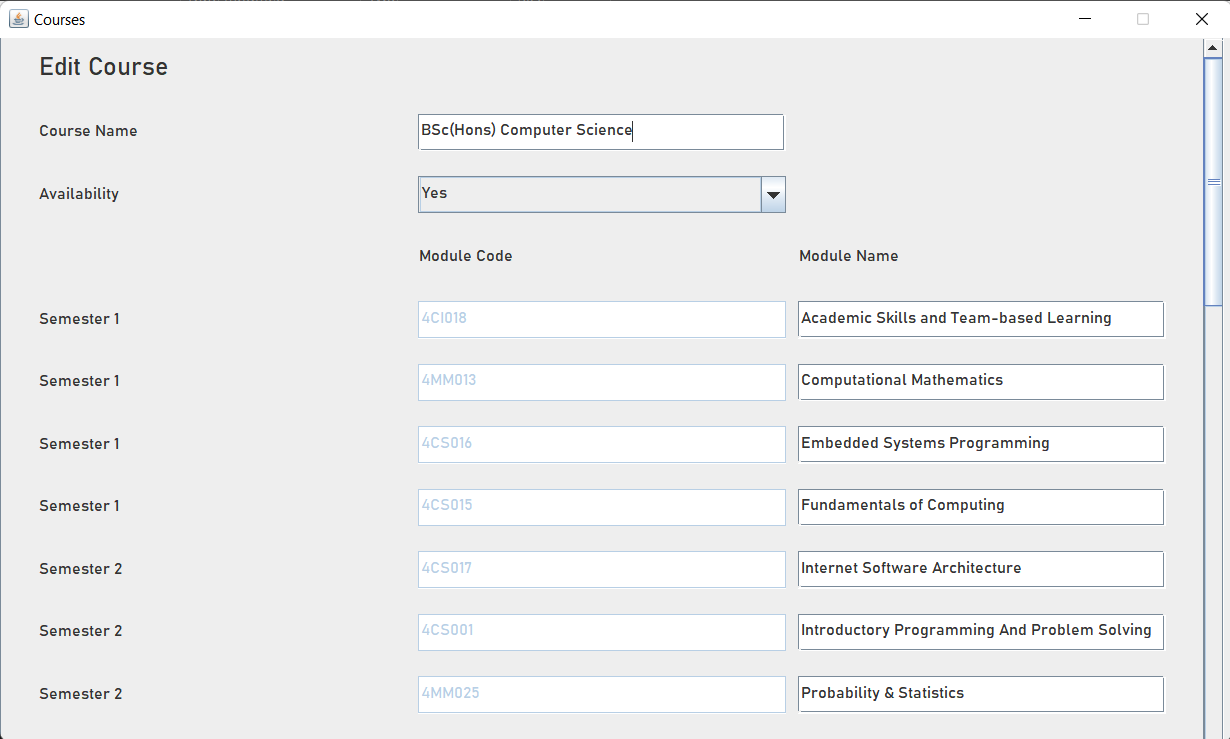 Courses
Edit Course
Course Name BSc(Hons) Computer Science
Availability Yes
Module Code Module Name
Semester 1 4CI018 Academic Skills and Team-based Learning
Semester 1 4MM013 Computational Mathematics
Semester 1 4CS016 Embedded Systems Programming
Semester 1 4CS015 Fundamentals of Computing
Semester 2 4CS017 Internet Software Architecture
Semester 2 4CS001 Introductory Programming And Problem Solving
Semester 2 4MM025 Probability & Statistics